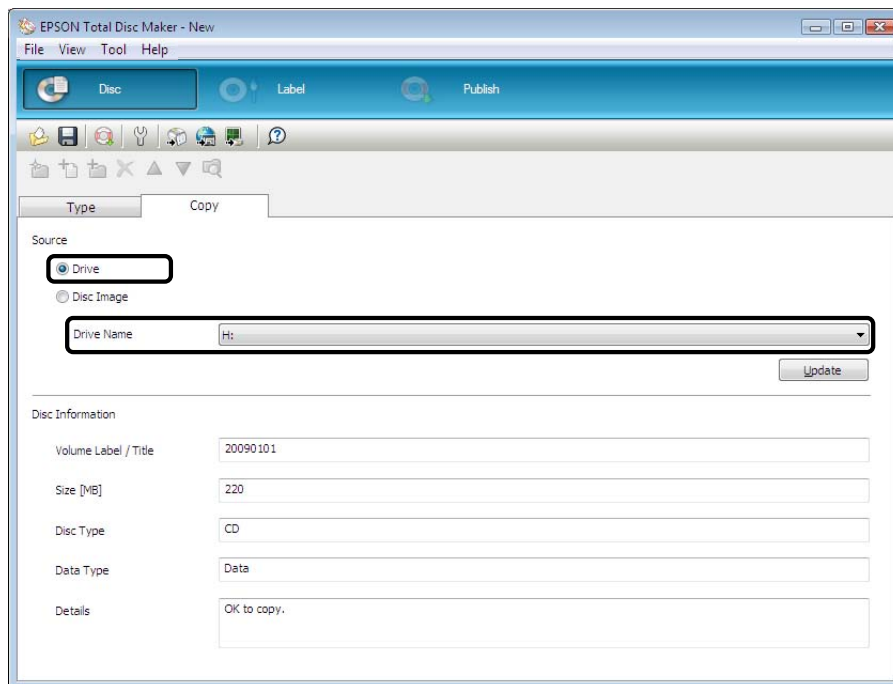 EPSON Total Disc Maker - New
File View Tool Help
Disc Label Publish
Type Copy
Source
Drive
Disc Image
Drive Name H:
Update
Disc Information
Volume Label / Title 20090101
Size [MB] 220
Disc Type CD
Data Type Data
Details OK to copy.